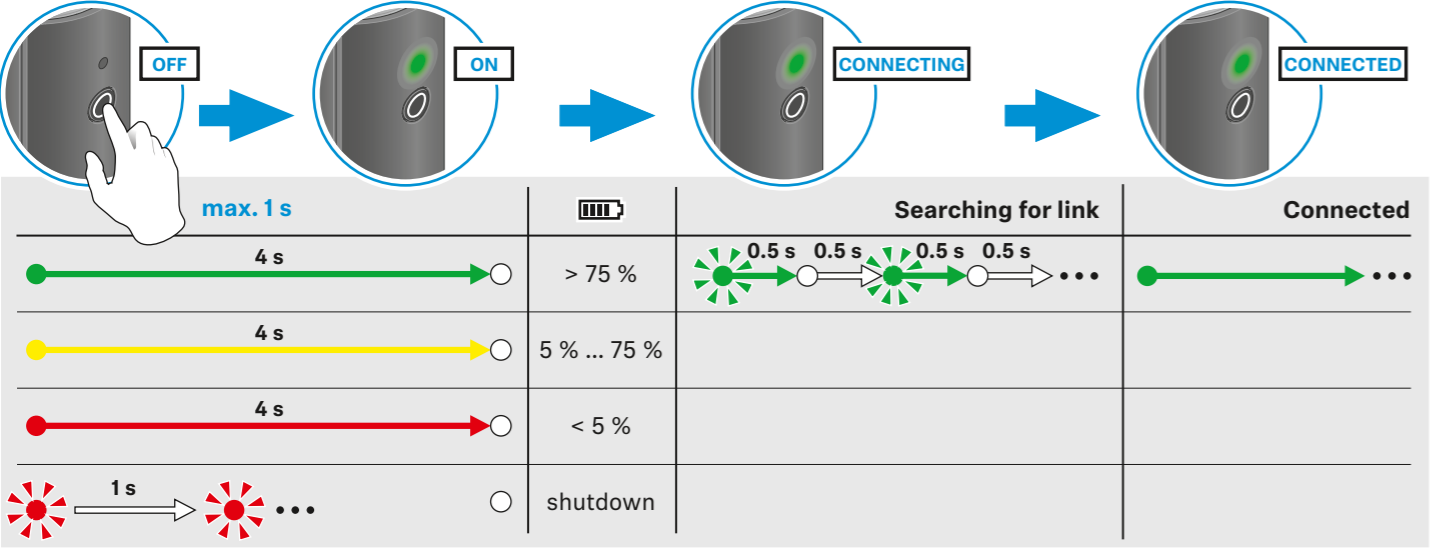 OFF
ON
CONNECTING
CONNECTED
max. 1 s
Searching for link
Connected
4 s
> 75 %
0.5 s 0.5 s 0.5 s 0.5 s
4 s
5 % ... 75 %
4 s
< 5 %
1 s
shutdown